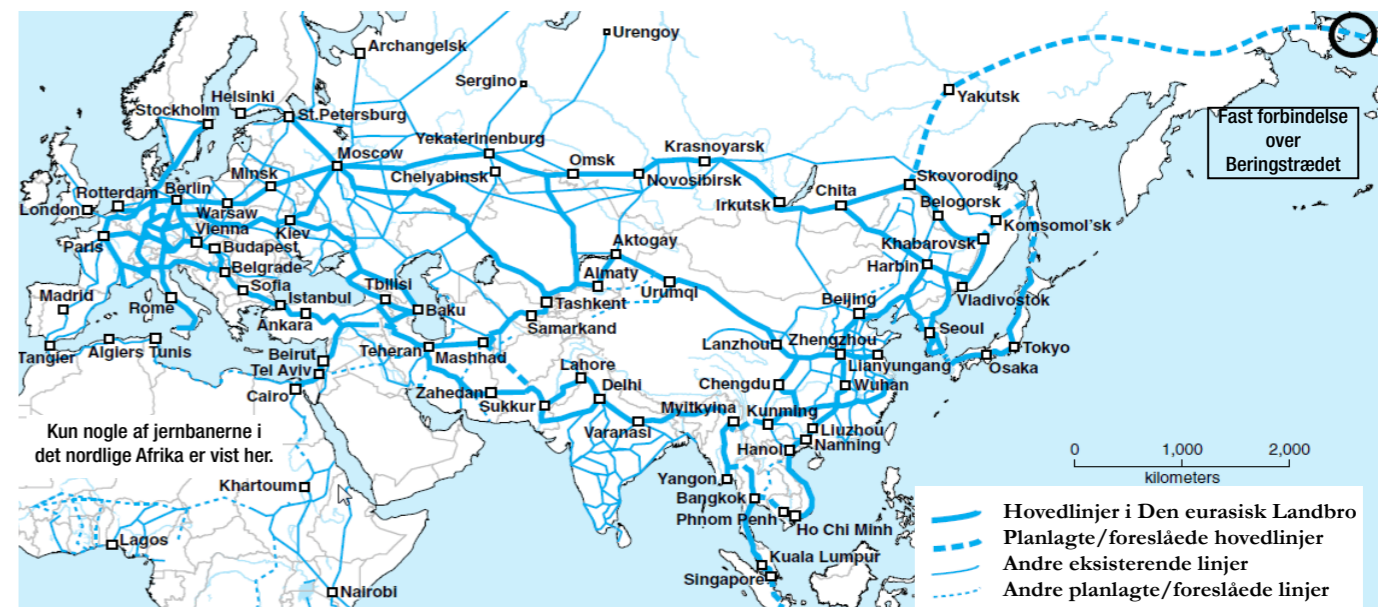 Urengoy
Archangelsk
Sergino
Helsinki
Stockholm
St.Petersburg
Yakutsk
Fast forbindelse
over
Beringstrædet
Yekaterinenburg
Moscow
Omsk
Krasnoyarsk
Minsk
Chelyabinsk
Novosibirsk
Skovorodino
Rotterdam
Berlin
Chita
London
Warsaw
Irkutsk
Belogorsk
Vienna
Kiev
Komsomol'sk
Paris
Budapest
Aktogay
Khabarovsk
Belgrade
Almaty
Harbin
Sofia
Tbilisi
Urumqi
Madrid
Rome
Istanbul
Baku
Tashkent
Beijing
Vladivostok
Ankara
Samarkand
Seoul
Tangier
Algiers
Tunis
Beirut
Teheran
Mashhad
Lanzhou
Zhengzhou
Tokyo
Tel Aviv
Lahore
Lianyungang
Osaka
Cairo
Zahedan
Delhi
Chengdu
Wuhan
Sukkur
Myitkyina
Kunming
Varanasi
Liuzhou
Nanning
Hanoi
Kun nogle af jernbanerne i
det nordlige Afrika er vist her.
0 1,000 2,000
kilometers
Khartoum
Yangon
Bangkok
Phnom Penh
Ho Chi Minh
Lagos
Kuala Lumpur
Singapore
Nairobi
Hovedlinjer i Den eurasisk Landbro
Planlagte/foreslåede hovedlinjer
Andre eksisterende linjer
Andre planlagte/foreslåede linjer